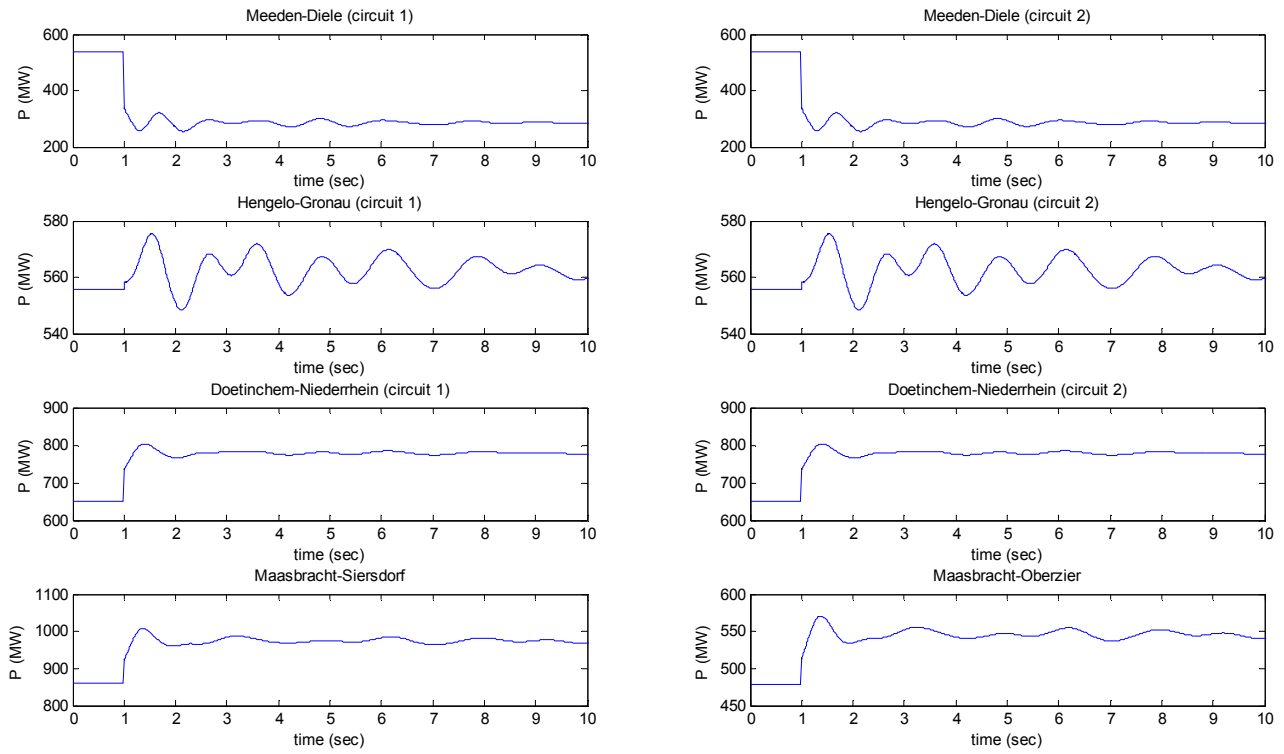 Meeden-Diele (circuit 1)
P (MW)
600
400
200
0 1 2 3 4 5 6 7 8 9 10
time (sec)
Meeden-Diele (circuit 2)
P (MW)
600
400
200
0 1 2 3 4 5 6 7 8 9 10
time (sec)
Hengelo-Gronau (circuit 1)
P (MW)
580
560
540
0 1 2 3 4 5 6 7 8 9 10
time (sec)
Hengelo-Gronau (circuit 2)
P (MW)
580
560
540
0 1 2 3 4 5 6 7 8 9 10
time (sec)
Doetinchem-Niederrhein (circuit 1)
P (MW)
900
800
700
600
0 1 2 3 4 5 6 7 8 9 10
time (sec)
Doetinchem-Niederrhein (circuit 2)
P (MW)
900
800
700
600
0 1 2 3 4 5 6 7 8 9 10
time (sec)
Maasbracht-Siersdorf
P (MW)
1100
1000
900
800
0 1 2 3 4 5 6 7 8 9 10
time (sec)
Maasbracht-Oberzier
P (MW)
600
550
500
450
0 1 2 3 4 5 6 7 8 9 10
time (sec)